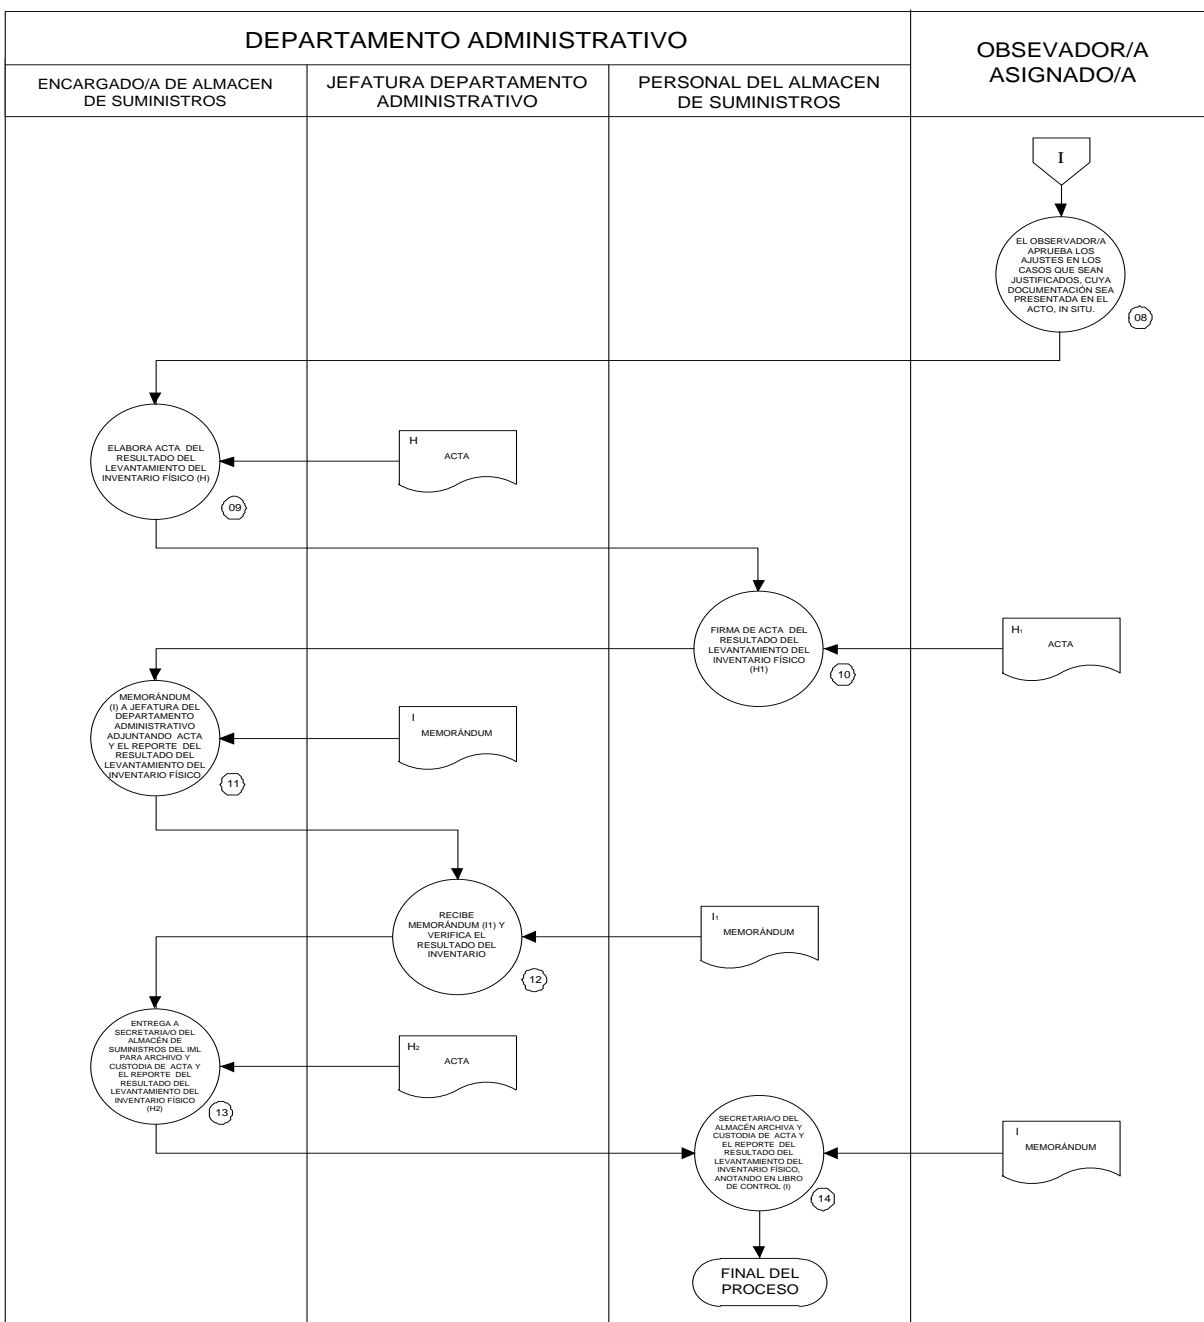 DEPARTAMENTO ADMINISTRATIVO
OBSEVADOR/A
ASIGNADO/A
ENCARGADO/A DE ALMACEN
DE SUMINISTROS
JEFATURA DEPARTAMENTO
ADMINISTRATIVO
PERSONAL DEL ALMACEN
DE SUMINISTROS
I
EL OBSERVADOR/A
APRUEBA LOS
AJUSTES EN LOS
CASOS QUE SEAN
JUSTIFICADOS, CUYA
DOCUMENTACIÓN SEA
PRESENTADA EN EL
ACTO, IN SITU.
08
ELABORA ACTA DEL
RESULTADO DEL
LEVANTAMIENTO DEL
INVENTARIO FÍSICO (H)
09
H
ACTA
FIRMA DE ACTA DEL
RESULTADO DEL
LEVANTAMIENTO DEL
INVENTARIO FÍSICO
(H1)
10
H1
ACTA
MEMORÁNDUM
(I) A JEFATURA DEL
DEPARTAMENTO
ADMINISTRATIVO
ADJUNTANDO ACTA
Y EL REPORTE DEL
RESULTADO DEL
LEVANTAMIENTO DEL
INVENTARIO FÍSICO.
11
I
MEMORÁNDUM
RECIBE
MEMORÁNDUM (I1) Y
VERIFICA EL
RESULTADO DEL
INVENTARIO
12
I1
MEMORÁNDUM
ENTREGA A
SECRETARIA/O DEL
ALMACÉN DE
SUMINISTROS DEL IML
PARA ARCHIVO Y
CUSTODIA DE ACTA Y
EL REPORTE DEL
RESULTADO DEL
LEVANTAMIENTO DEL
INVENTARIO FÍSICO
(H2)
13
H2
ACTA
SECRETARIA/O DEL
ALMACÉN ARCHIVA Y
CUSTODIA DE ACTA Y
EL REPORTE DEL
RESULTADO DEL
LEVANTAMIENTO DEL
INVENTARIO FÍSICO,
ANOTANDO EN LIBRO
DE CONTROL (I)
14
I
MEMORÁNDUM
FINAL DEL
PROCESO